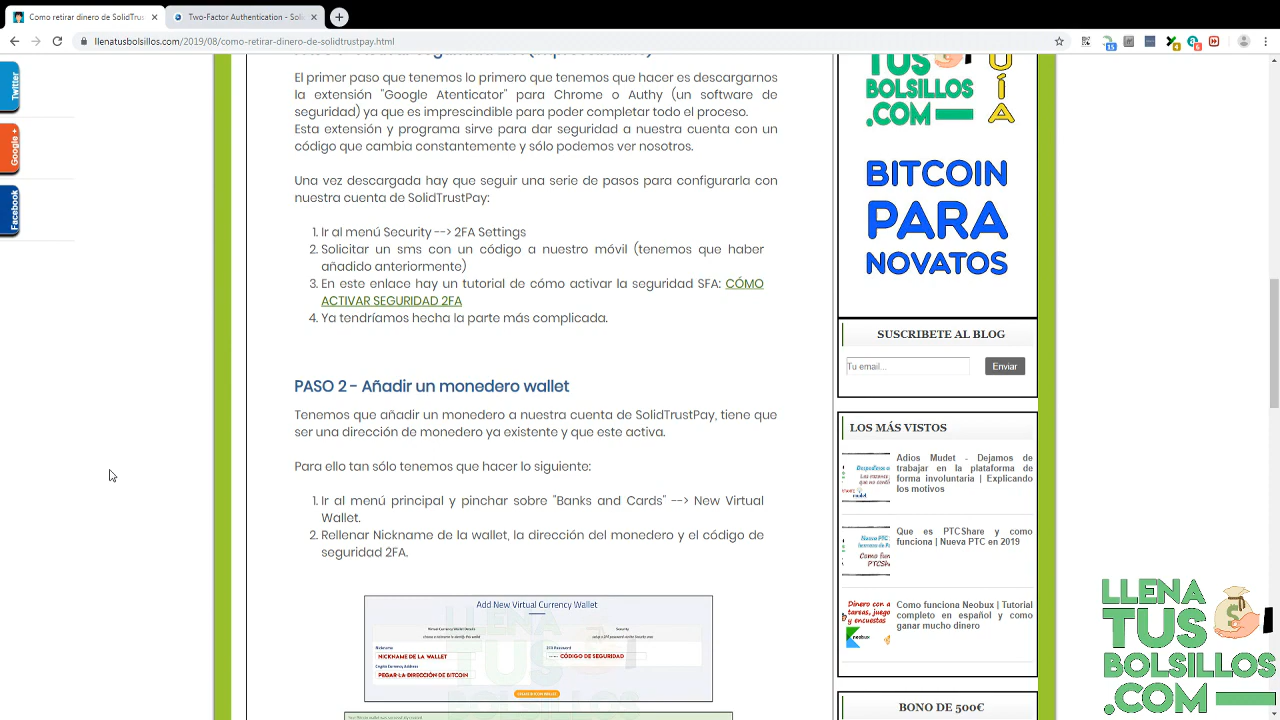 Como retirar dinero de SolidTrus
Two-Factor Authentication - Soli
llenatusbolsillos.com/2019/08/como-retirar-dinero-de-solidtrustpay.html
Twitter
Google +
Facebook
El primer paso que tenemos lo primero que tenemos que hacer es descargarnos
la extensión "Google Atenticator" para Chrome o Authy (un software de
seguridad) ya que es imprescindible para poder completar todo el proceso.
Esta extensión y programa sirve para dar seguridad a nuestra cuenta con un
código que cambia constantemente y sólo podemos ver nosotros.
Una vez descargada hay que seguir una serie de pasos para configurarla con
nuestra cuenta de SolidTrustPay:
1. Ir al menú Security --> 2FA Settings
2. Solicitar un sms con un código a nuestro móvil (tenemos que haber
añadido anteriormente)
3. En este enlace hay un tutorial de cómo activar la seguridad SFA: CÓMO
ACTIVAR SEGURIDAD 2FA
4. Ya tendríamos hecha la parte más complicada.
PASO 2 - Añadir un monedero wallet
Tenemos que añadir un monedero a nuestra cuenta de SolidTrustPay, tiene que
ser una dirección de monedero ya existente y que este activa.
Para ello tan sólo tenemos que hacer lo siguiente:
1. Ir al menú principal y pinchar sobre "Banks and Cards" --> New Virtual
Wallet.
2. Rellenar Nickname de la wallet, la dirección del monedero y el código de
seguridad 2FA.
Add New Virtual Currency Wallet
Virtual Currency Wallet Details
Security
Nickname
NICKNAME DE LA WALLET
2FA Password
CÓDIGO DE SEGURIDAD
Crypto Currency Address
PEGAR LA DIRECCIÓN DE BITCOIN
TUS
BOLSILLOS
.COM
GUÍA
BITCOIN
PARA
NOVATOS
SUSCRIBETE AL BLOG
Tu email...
Enviar
LOS MÁS VISTOS
Adios Mudet - Dejamos de
trabajar en la plataforma de
forma involuntaria | Explicando
los motivos
Que es PTCShare y como
funciona | Nueva PTC en 2019
Como funciona Neobux | Tutorial
completo en español y como
ganar mucho dinero
BONO DE 500€
LLENA
TUS
BOLSILLOS
.COM